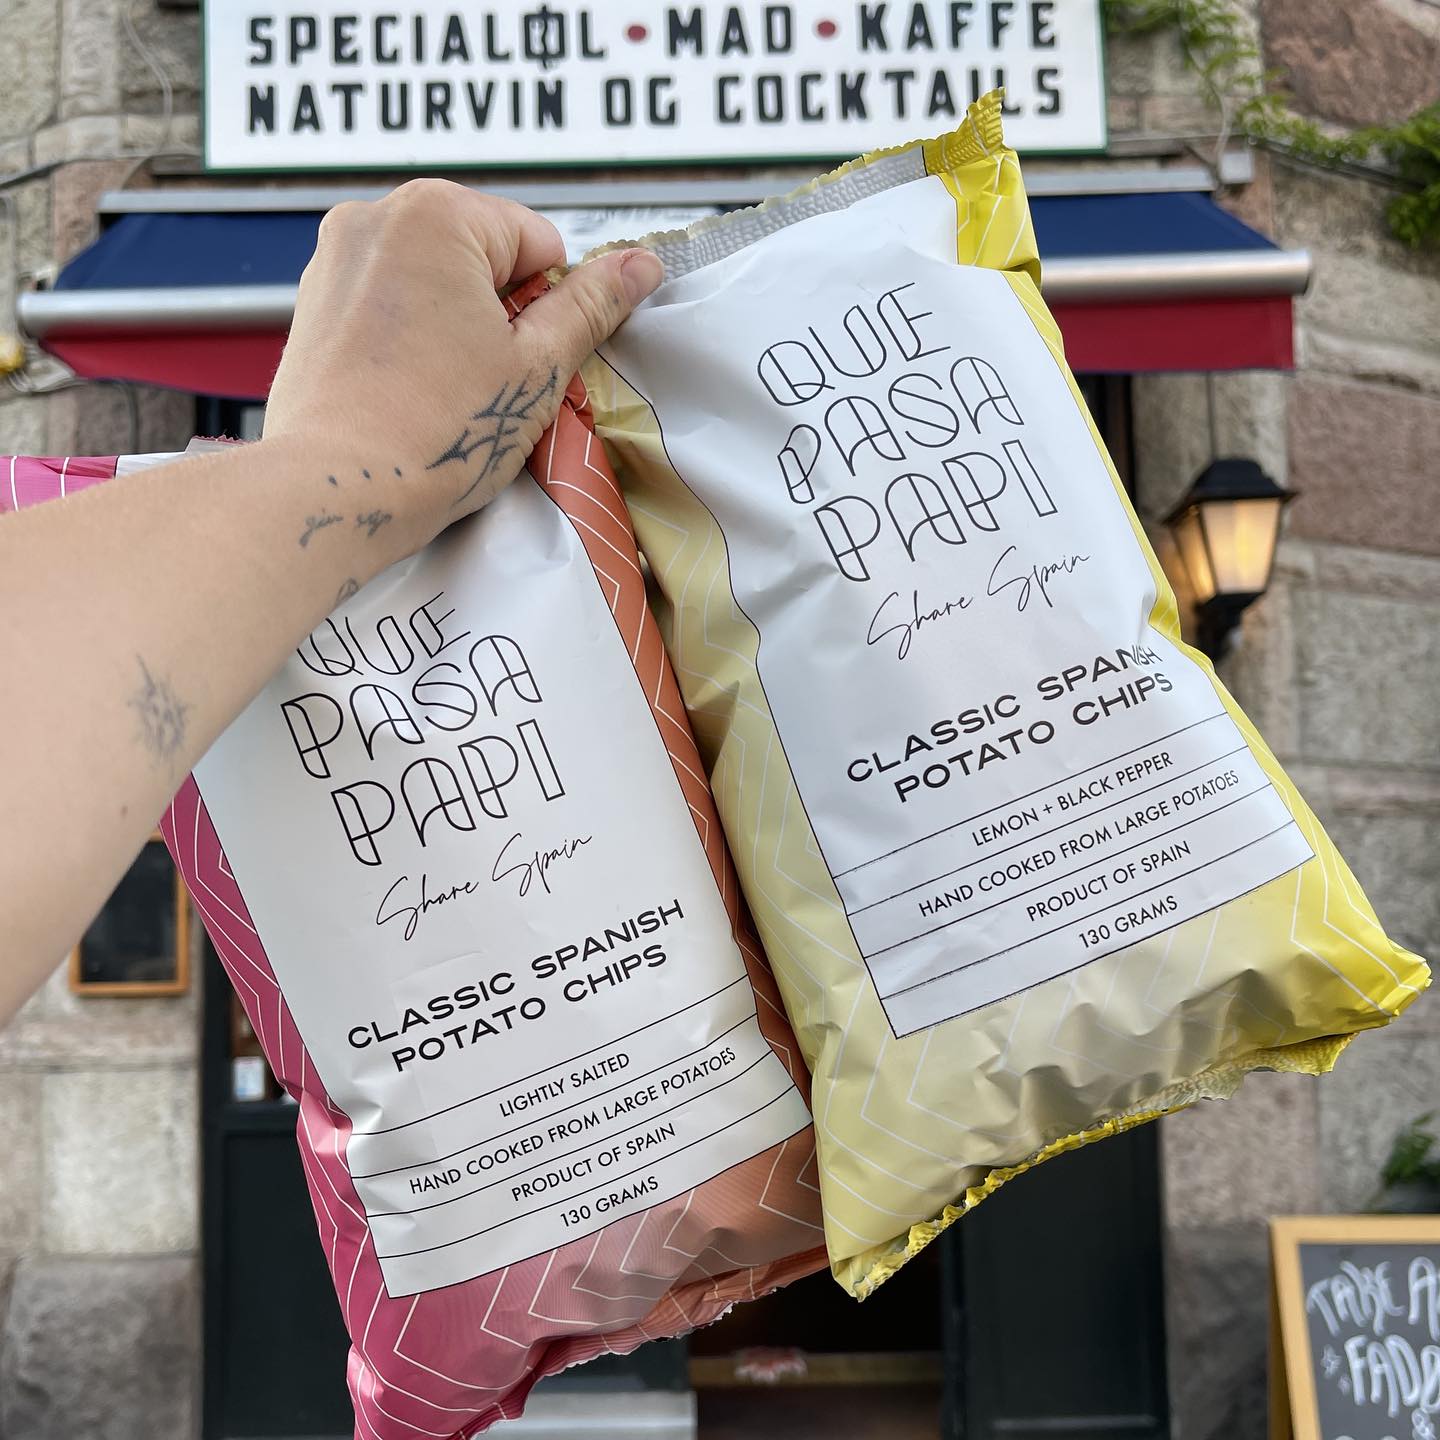 SPECIALØL • MAD • KAFFE
NATURVIN OG COCKTAILS
QUE
PASA
PAPI
Share Spain
CLASSIC SPANISH
POTATO CHIPS
LIGHTLY SALTED
HAND COOKED FROM LARGE POTATOES
PRODUCT OF SPAIN
130 GRAMS
QUE
PASA
PAPI
Share Spain
CLASSIC SPANISH
POTATO CHIPS
LEMON + BLACK PEPPER
HAND COOKED FROM LARGE POTATOES
PRODUCT OF SPAIN
130 GRAMS
TAKE